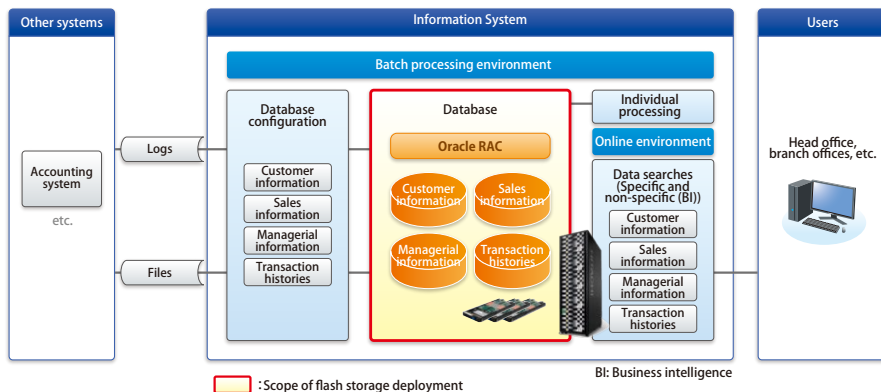 Other systems
Information System
Users
Batch processing environment
Database
configuration
Database
Individual
processing
Logs
Oracle RAC
Online environment
Head office,
branch offices, etc.
Accounting
system
etc.
Customer
information
Sales
information
Managerial
information
Transaction
histories
Customer
information
Sales
information
Managerial
information
Transaction
histories
Data searches
(Specific and
non-specific (BI))
Customer
information
Sales
information
Managerial
information
Transaction
histories
Files
BI: Business intelligence
: Scope of flash storage deployment